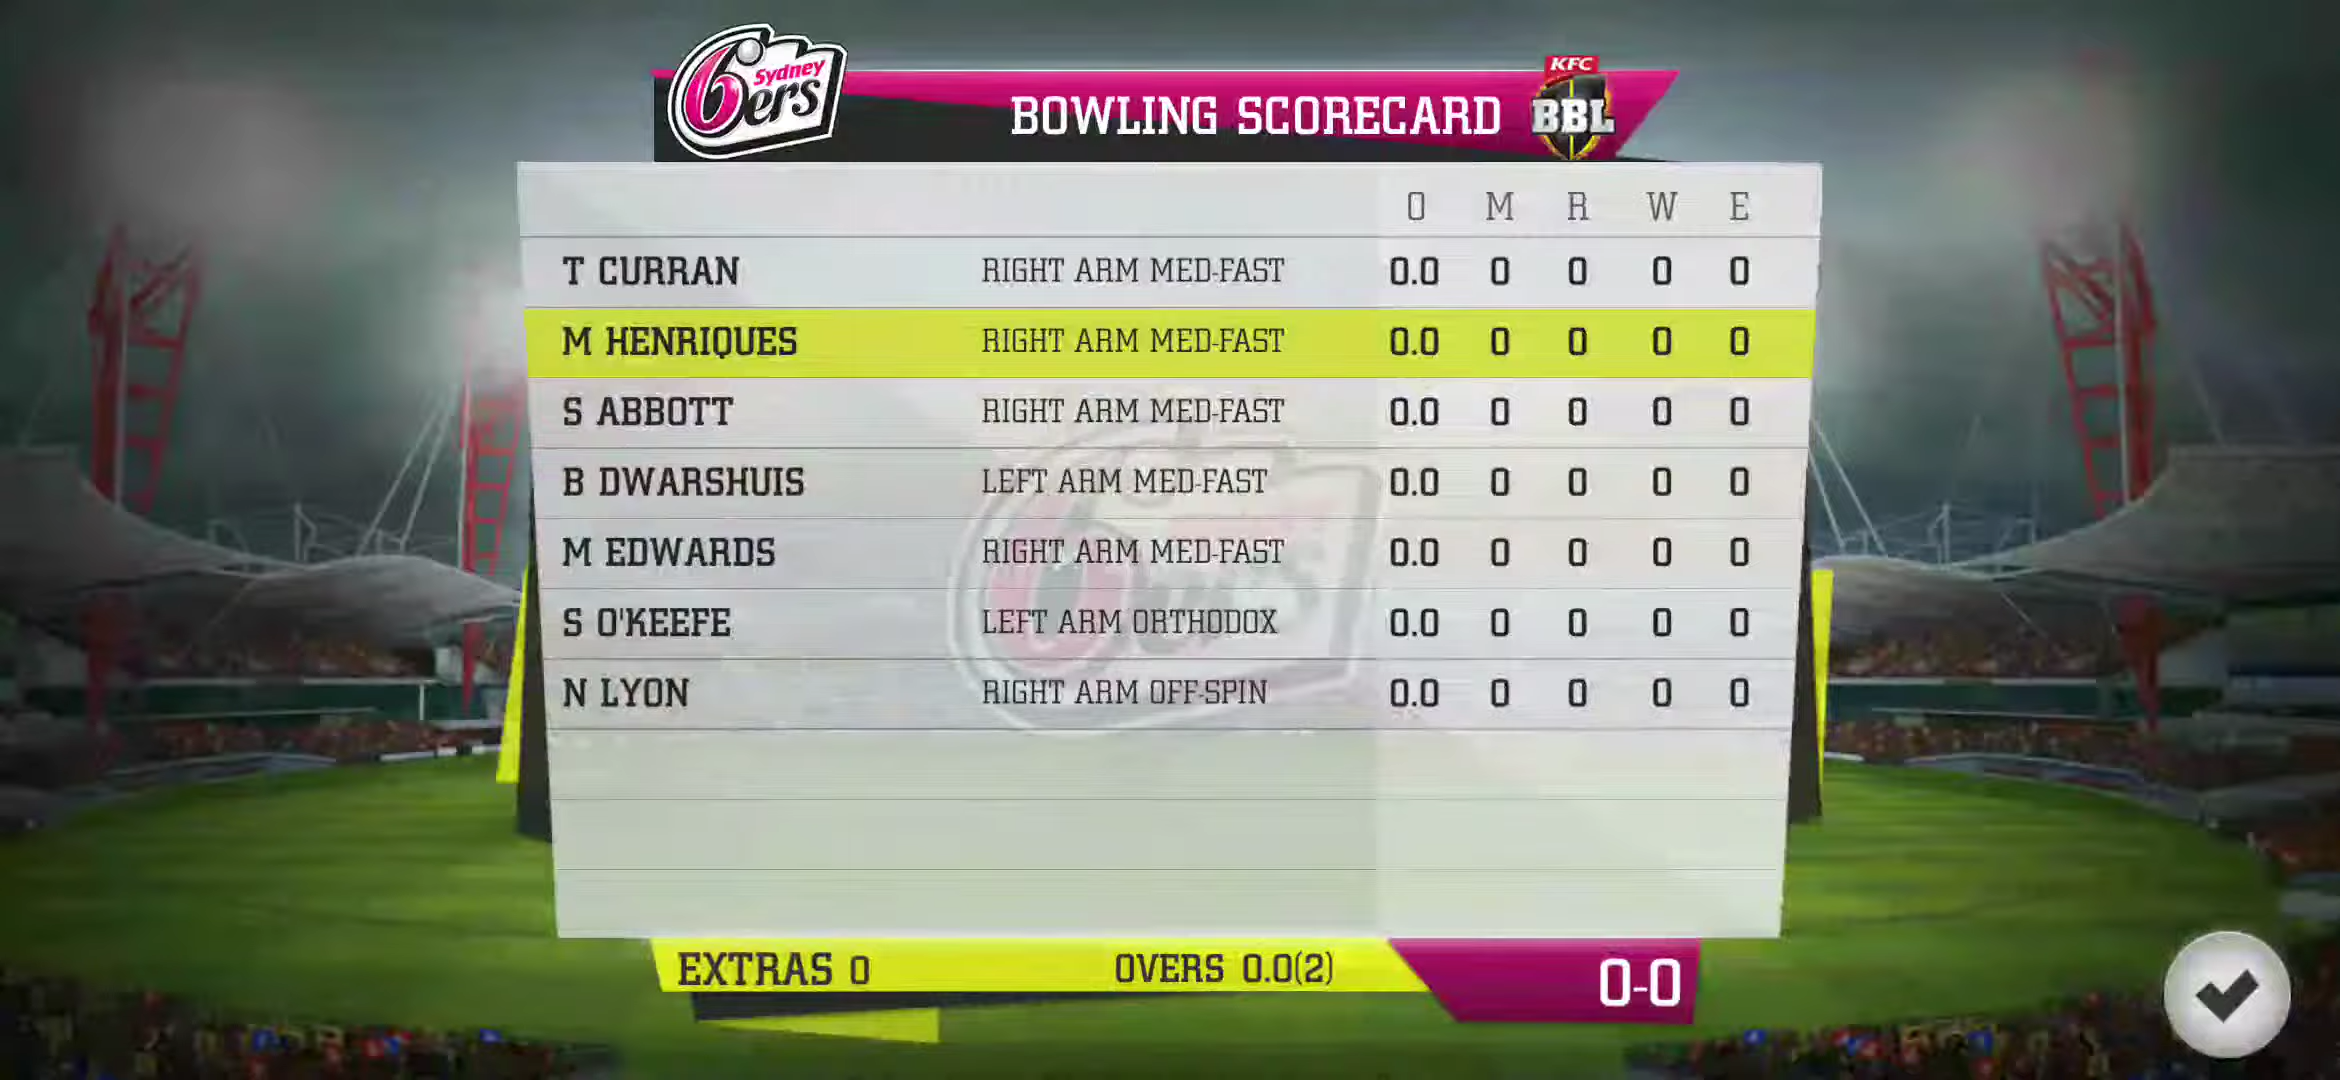 Sydney
6ers
BOWLING SCORECARD
KFC
BBL
O M R W E
T CURRAN RIGHT ARM MED-FAST 0.0 0 0 0 0
M HENRIQUES RIGHT ARM MED-FAST 0.0 0 0 0 0
S ABBOTT RIGHT ARM MED-FAST 0.0 0 0 0 0
B DWARSHUIS LEFT ARM MED-FAST 0.0 0 0 0 0
M EDWARDS RIGHT ARM MED-FAST 0.0 0 0 0 0
S O'KEEFE LEFT ARM ORTHODOX 0.0 0 0 0 0
N LYON RIGHT ARM OFF-SPIN 0.0 0 0 0 0
EXTRAS 0 OVERS 0.0(2) 0-0